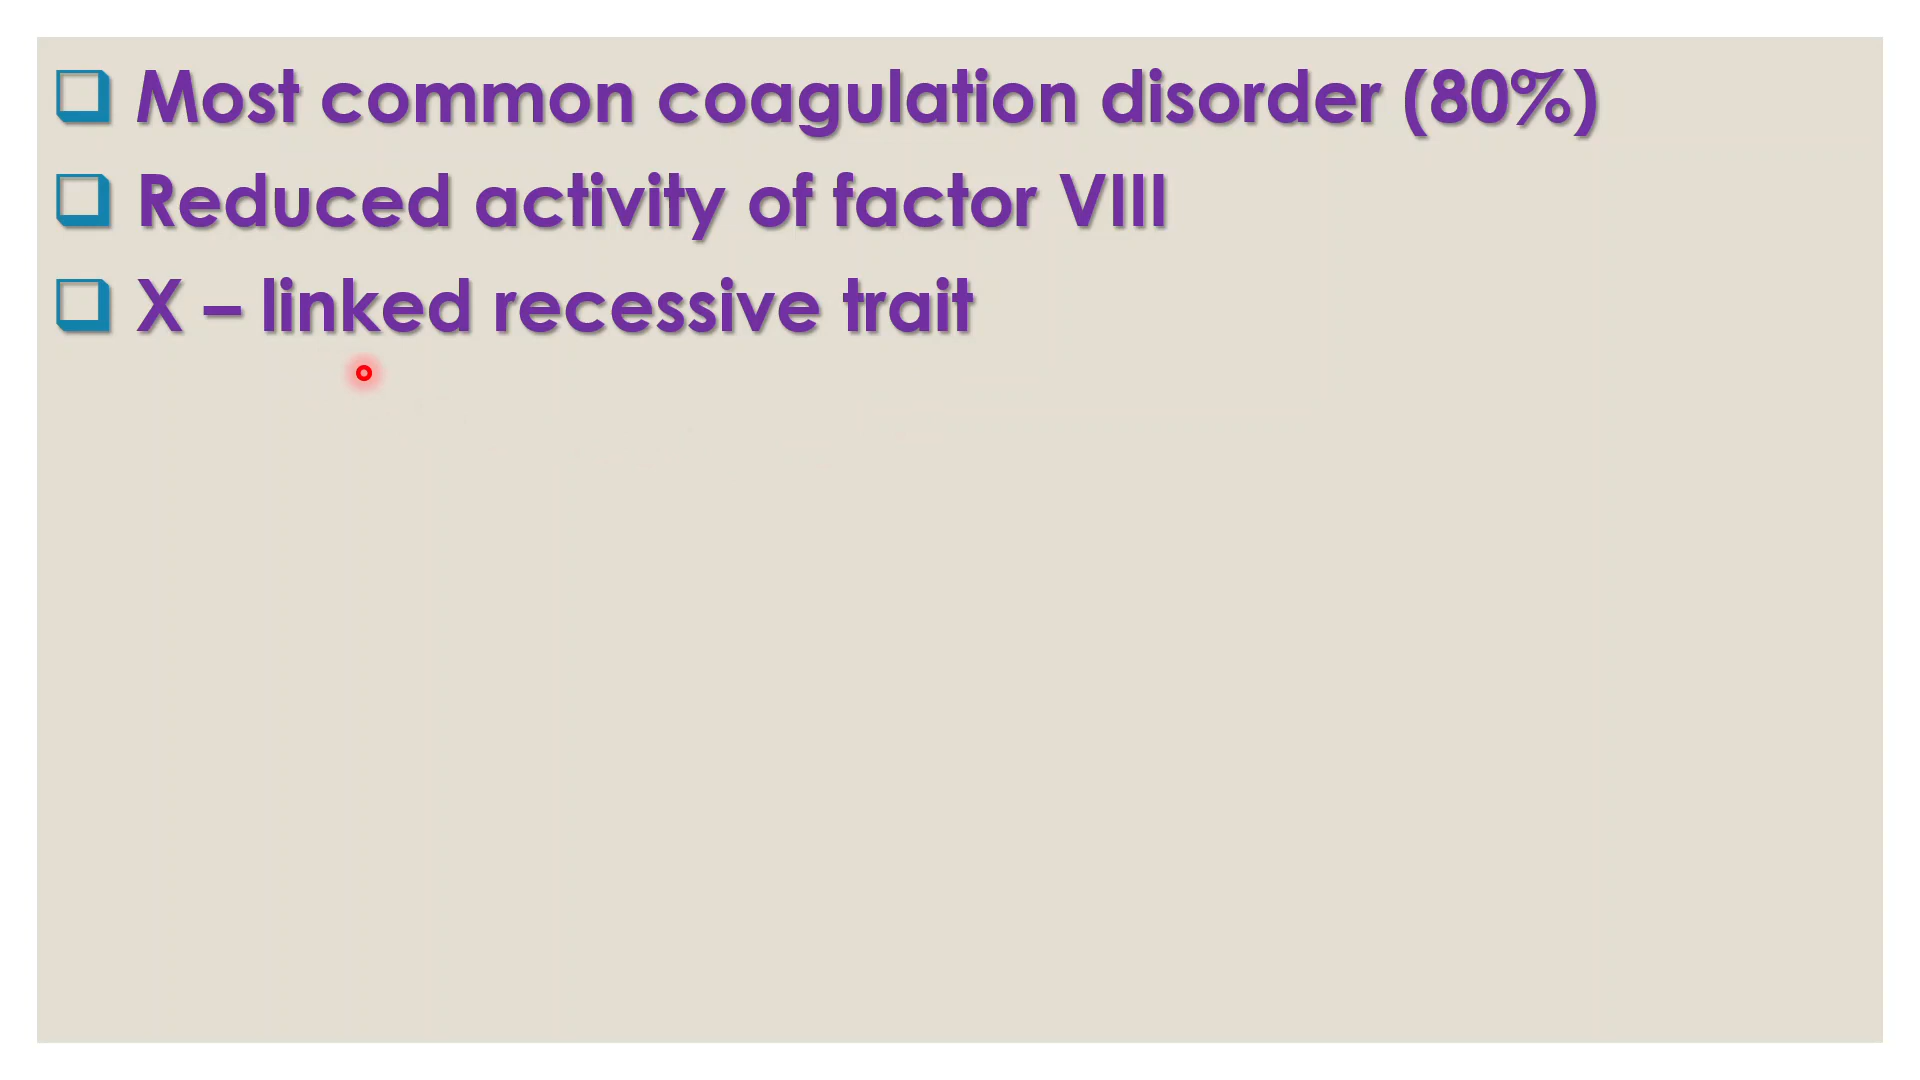 Most common coagulation disorder (80%)
Reduced activity of factor VIII
X – linked recessive trait